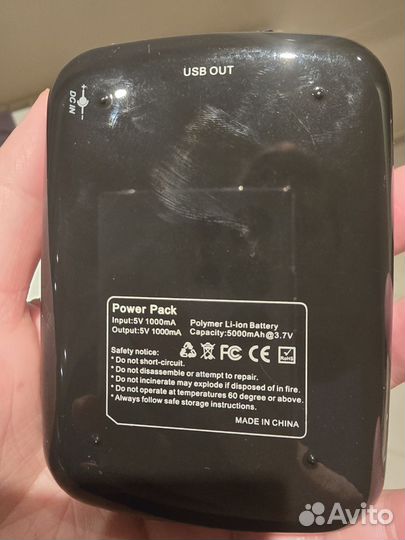 USB OUT
DC IN
Power Pack
Input:5V 1000mA Polymer Li-ion Battery
Output:5V 1000mA Capacity:5000mAh@3.7V
Safety notice: FC CE RoHS
* Do not short-circuit.
* Do not disassemble or attempt to repair.
* Do not incinerate may explode if disposed of in fire.
* Do not operate at temperatures 60 degree or above.
*Always follow safe storage instructions.
MADE IN CHINA
Avito